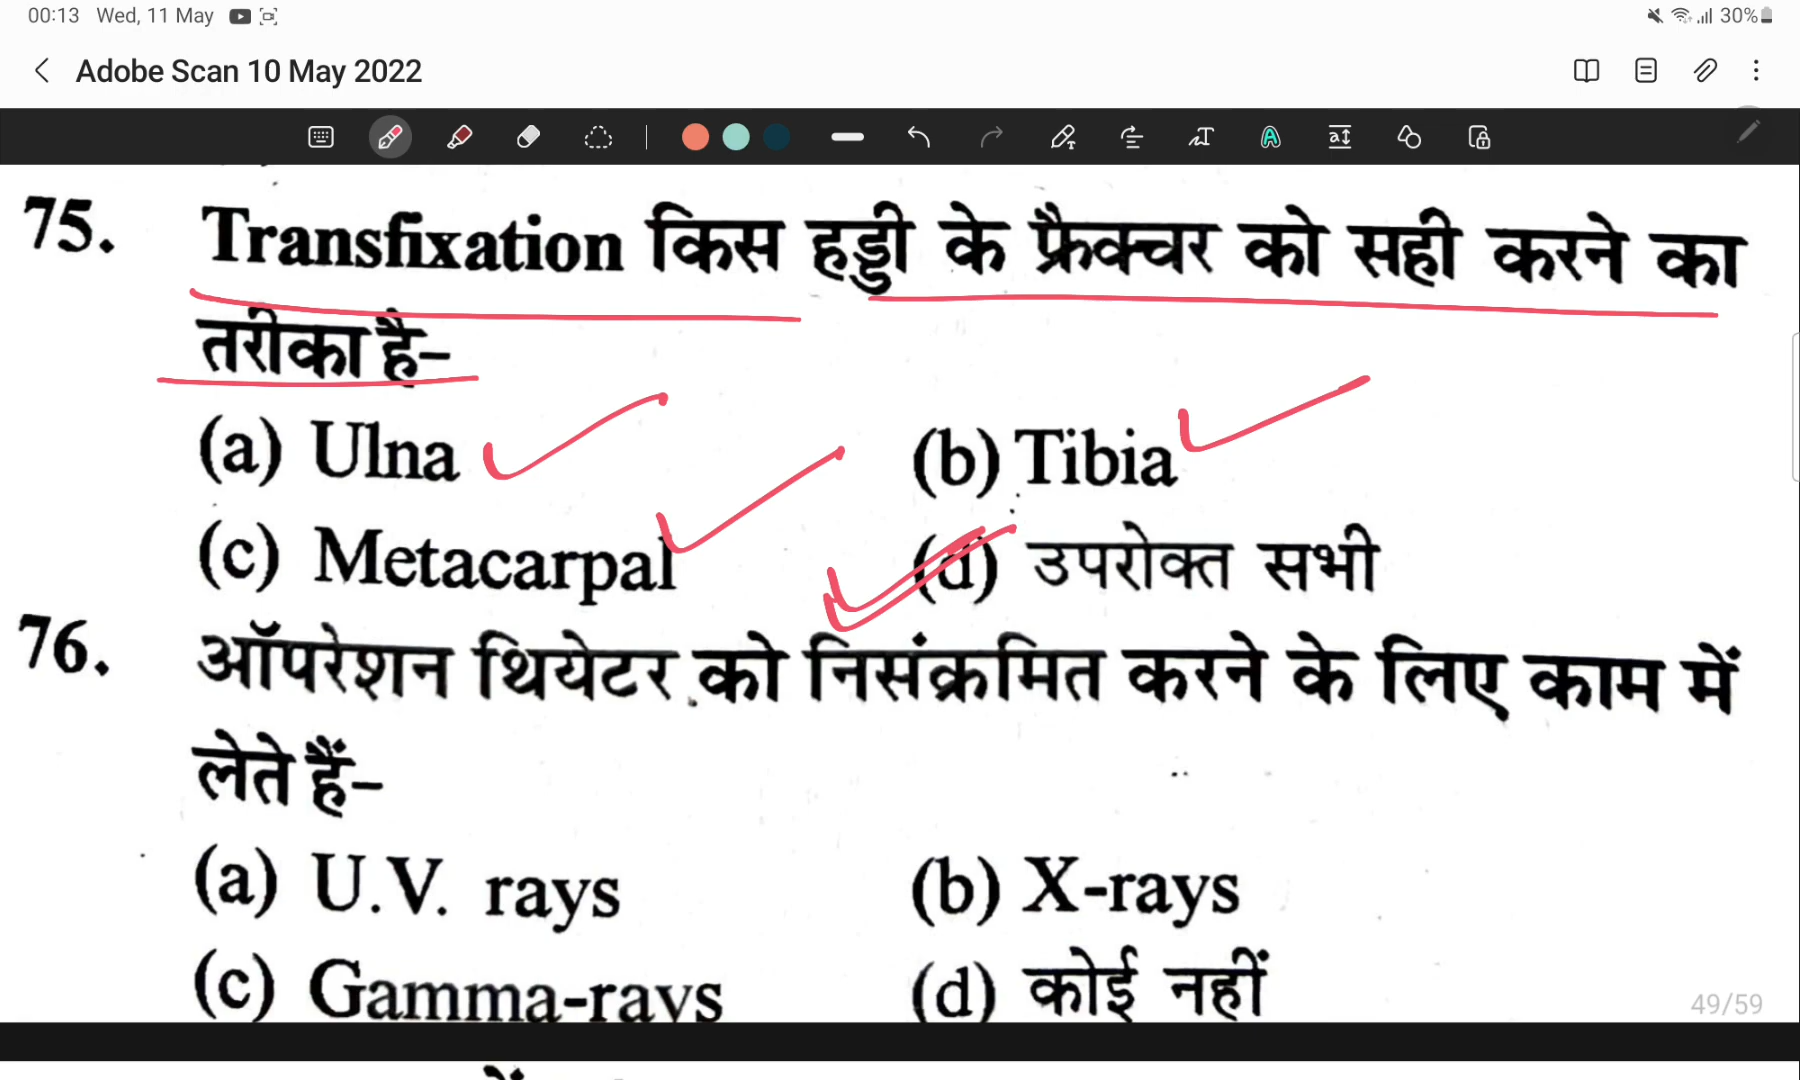 00:13 Wed, 11 May 30%
Adobe Scan 10 May 2022
75. Transfixation किस हड्डी के फ्रैक्चर को सही करने का
तरीका है–
(a) Ulna (b) Tibia
(c) Metacarpal (d) उपरोक्त सभी
76. ऑपरेशन थियेटर को निसंक्रमित करने के लिए काम में
लेते हैं–
(a) U.V. rays (b) X-rays
(c) Gamma-rays (d) कोई नहीं
49/59